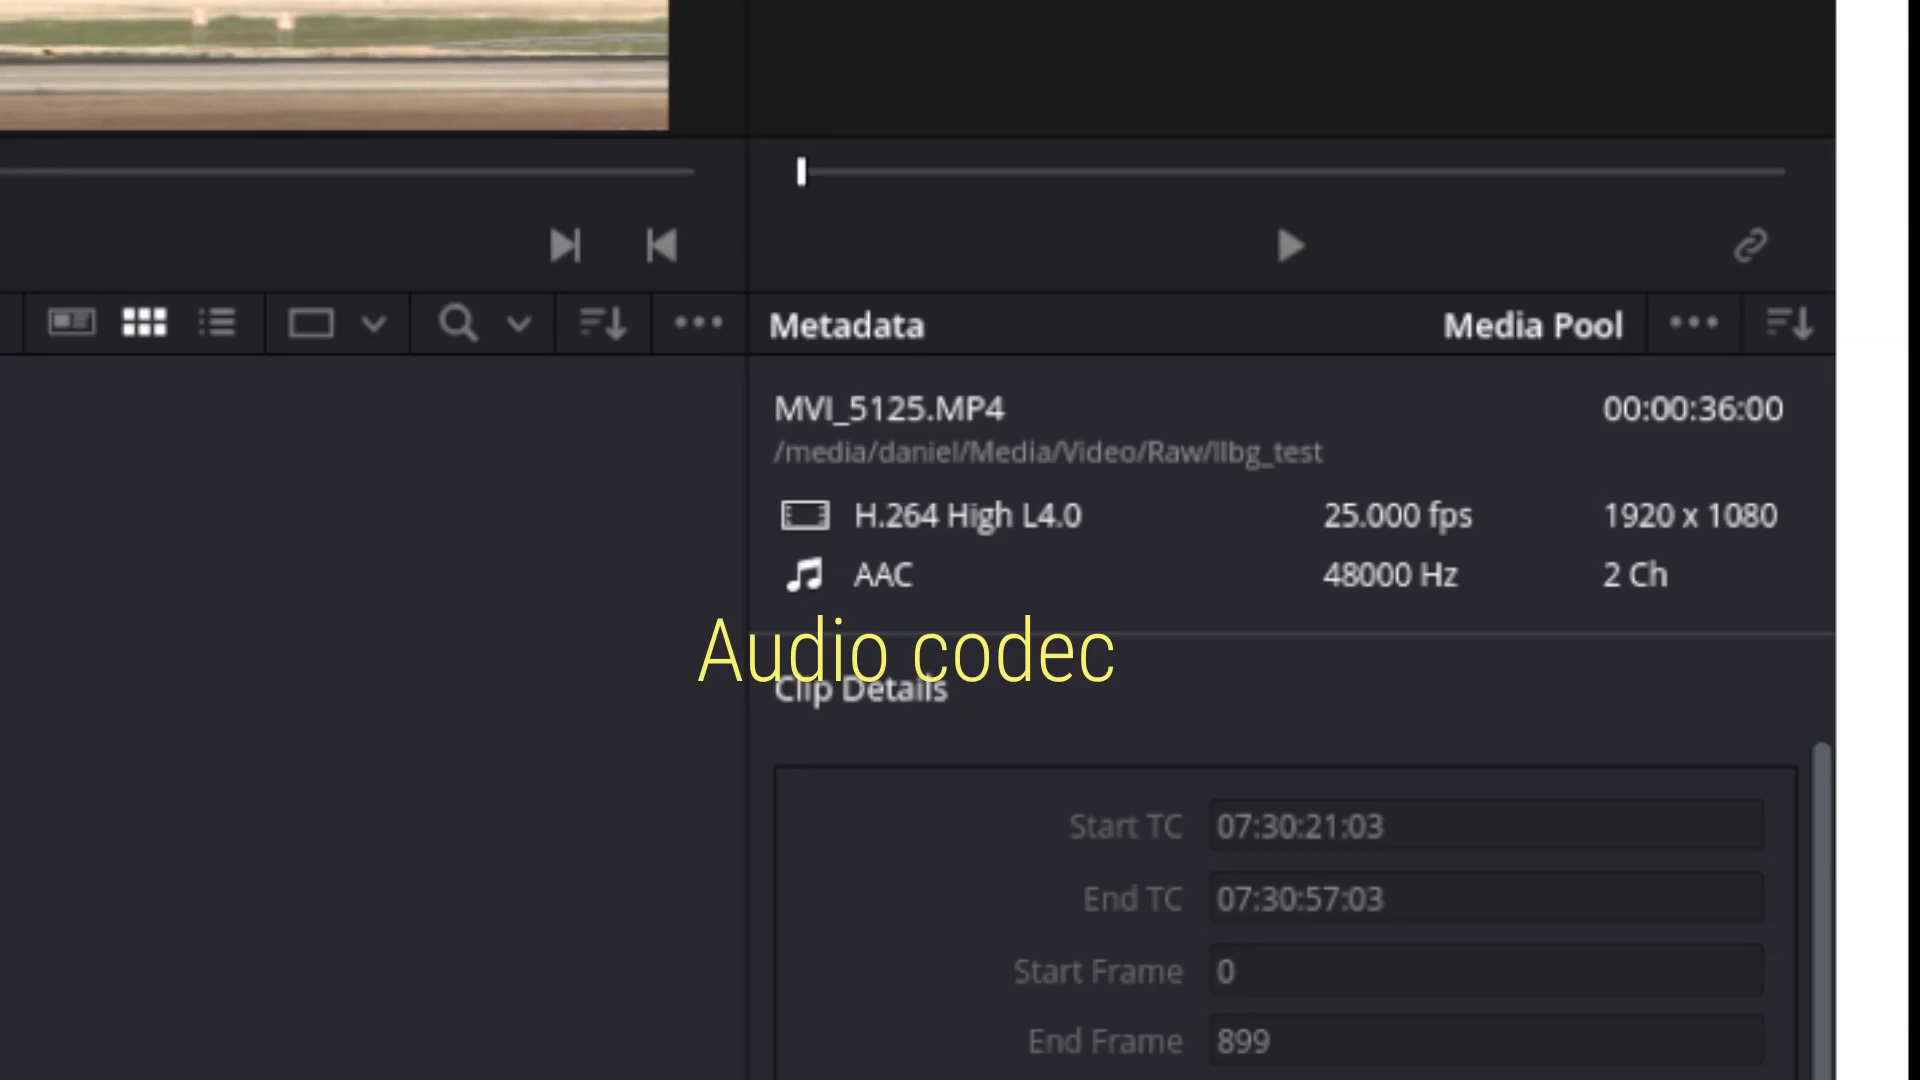 Metadata Media Pool
MVI_5125.MP4 00:00:36:00
/media/daniel/Media/Video/Raw/llbg_test
H.264 High L4.0 25.000 fps 1920 x 1080
AAC 48000 Hz 2 Ch
Audio codec
Clip Details
Start TC 07:30:21:03
End TC 07:30:57:03
Start Frame 0
End Frame 899